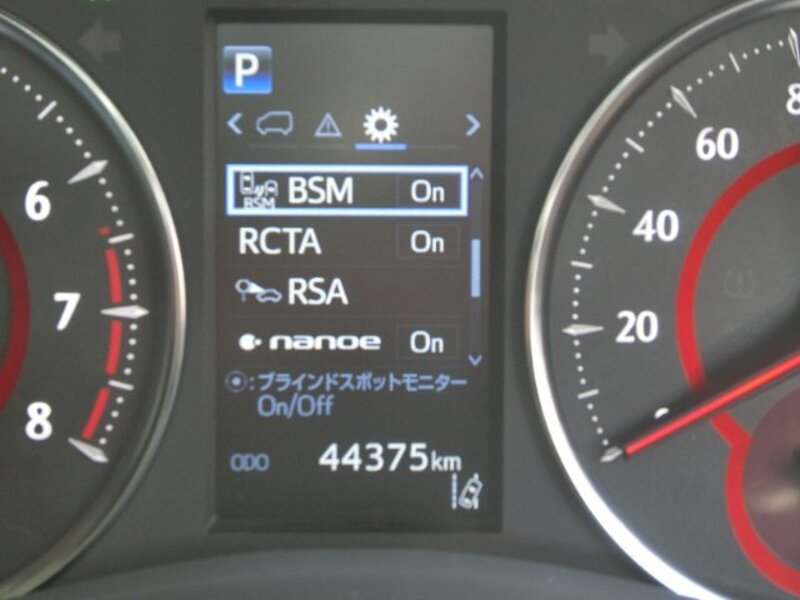 P
BSM BSM On
RCTA On
RSA
nanoe On
:ブラインドスポットモニター
On/Off
ODO 44375km
6
7
8
8
60
40
20